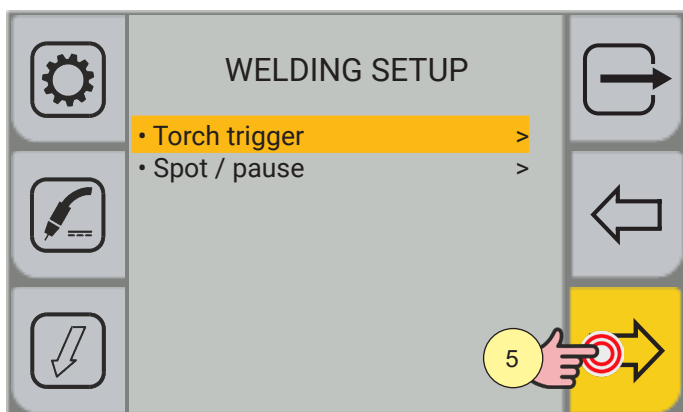 WELDING SETUP
• Torch trigger >
• Spot / pause >
5